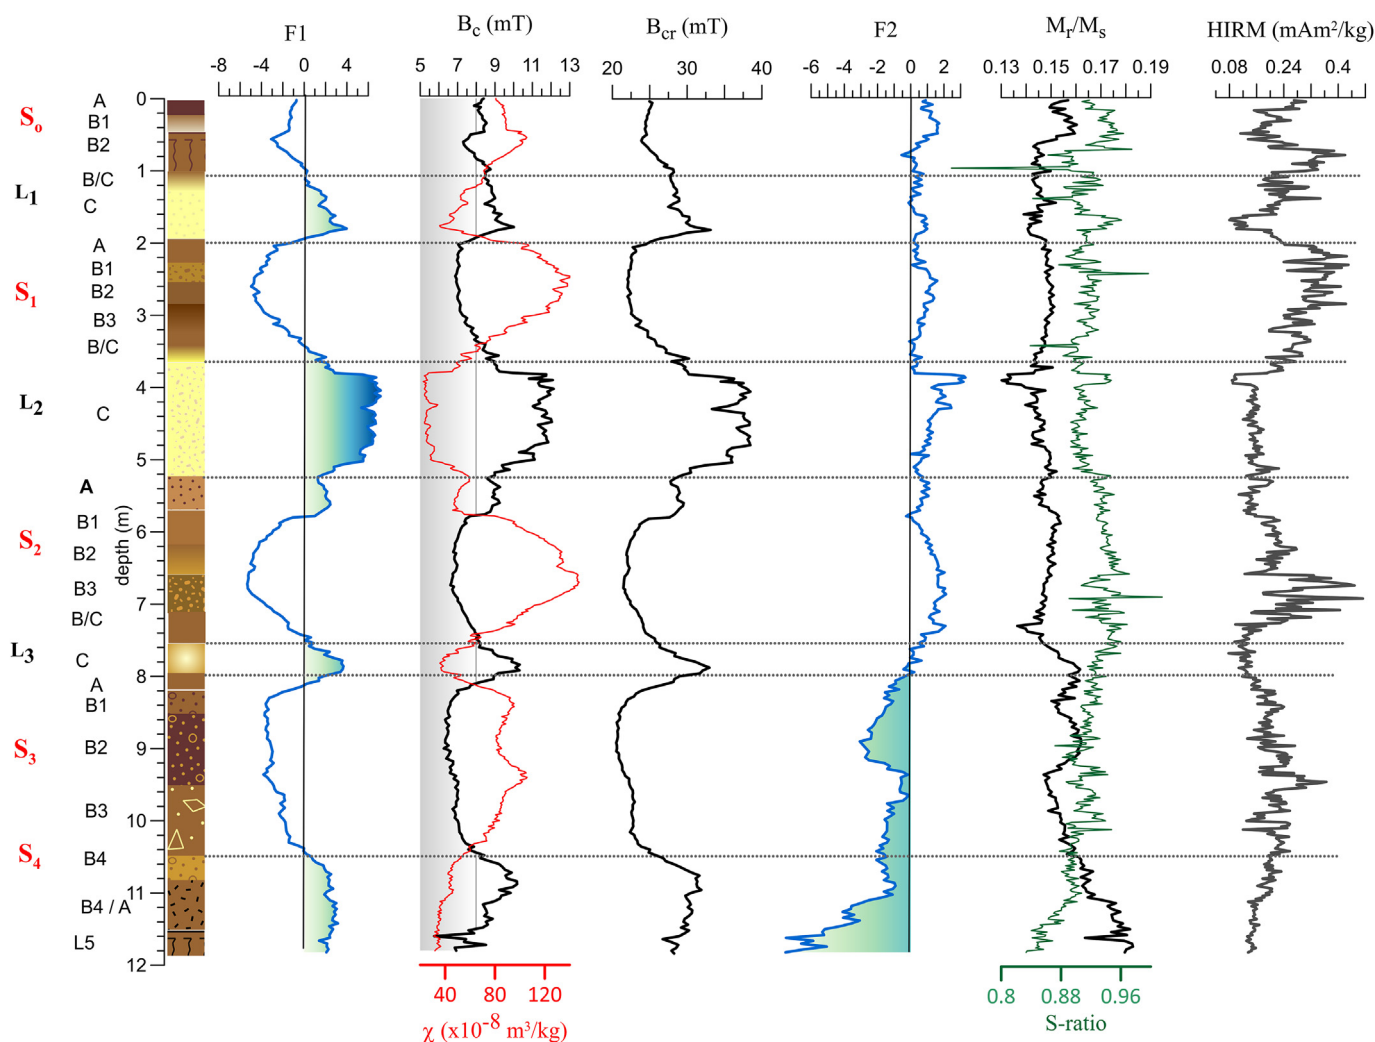 F1
Bc (mT)
Bcr (mT)
F2
Mr/Ms
HIRM (mAm²/kg)
-8 -4 0 4
5 7 9 11 13
20 30 40
-6 -4 -2 0 2
0.13 0.15 0.17 0.19
0.08 0.24 0.4
0
1
2
3
4
5
6
7
8
9
10
11
12
depth (m)
So
L1
S1
L2
S2
L3
S3
S4
A
B1
B2
B/C
C
A
B1
B2
B3
B/C
C
A
B1
B2
B3
B/C
C
A
B1
B2
B3
B4
B4 / A
L5
40 80 120
χ (x10⁻⁸ m³/kg)
0.8 0.88 0.96
S-ratio